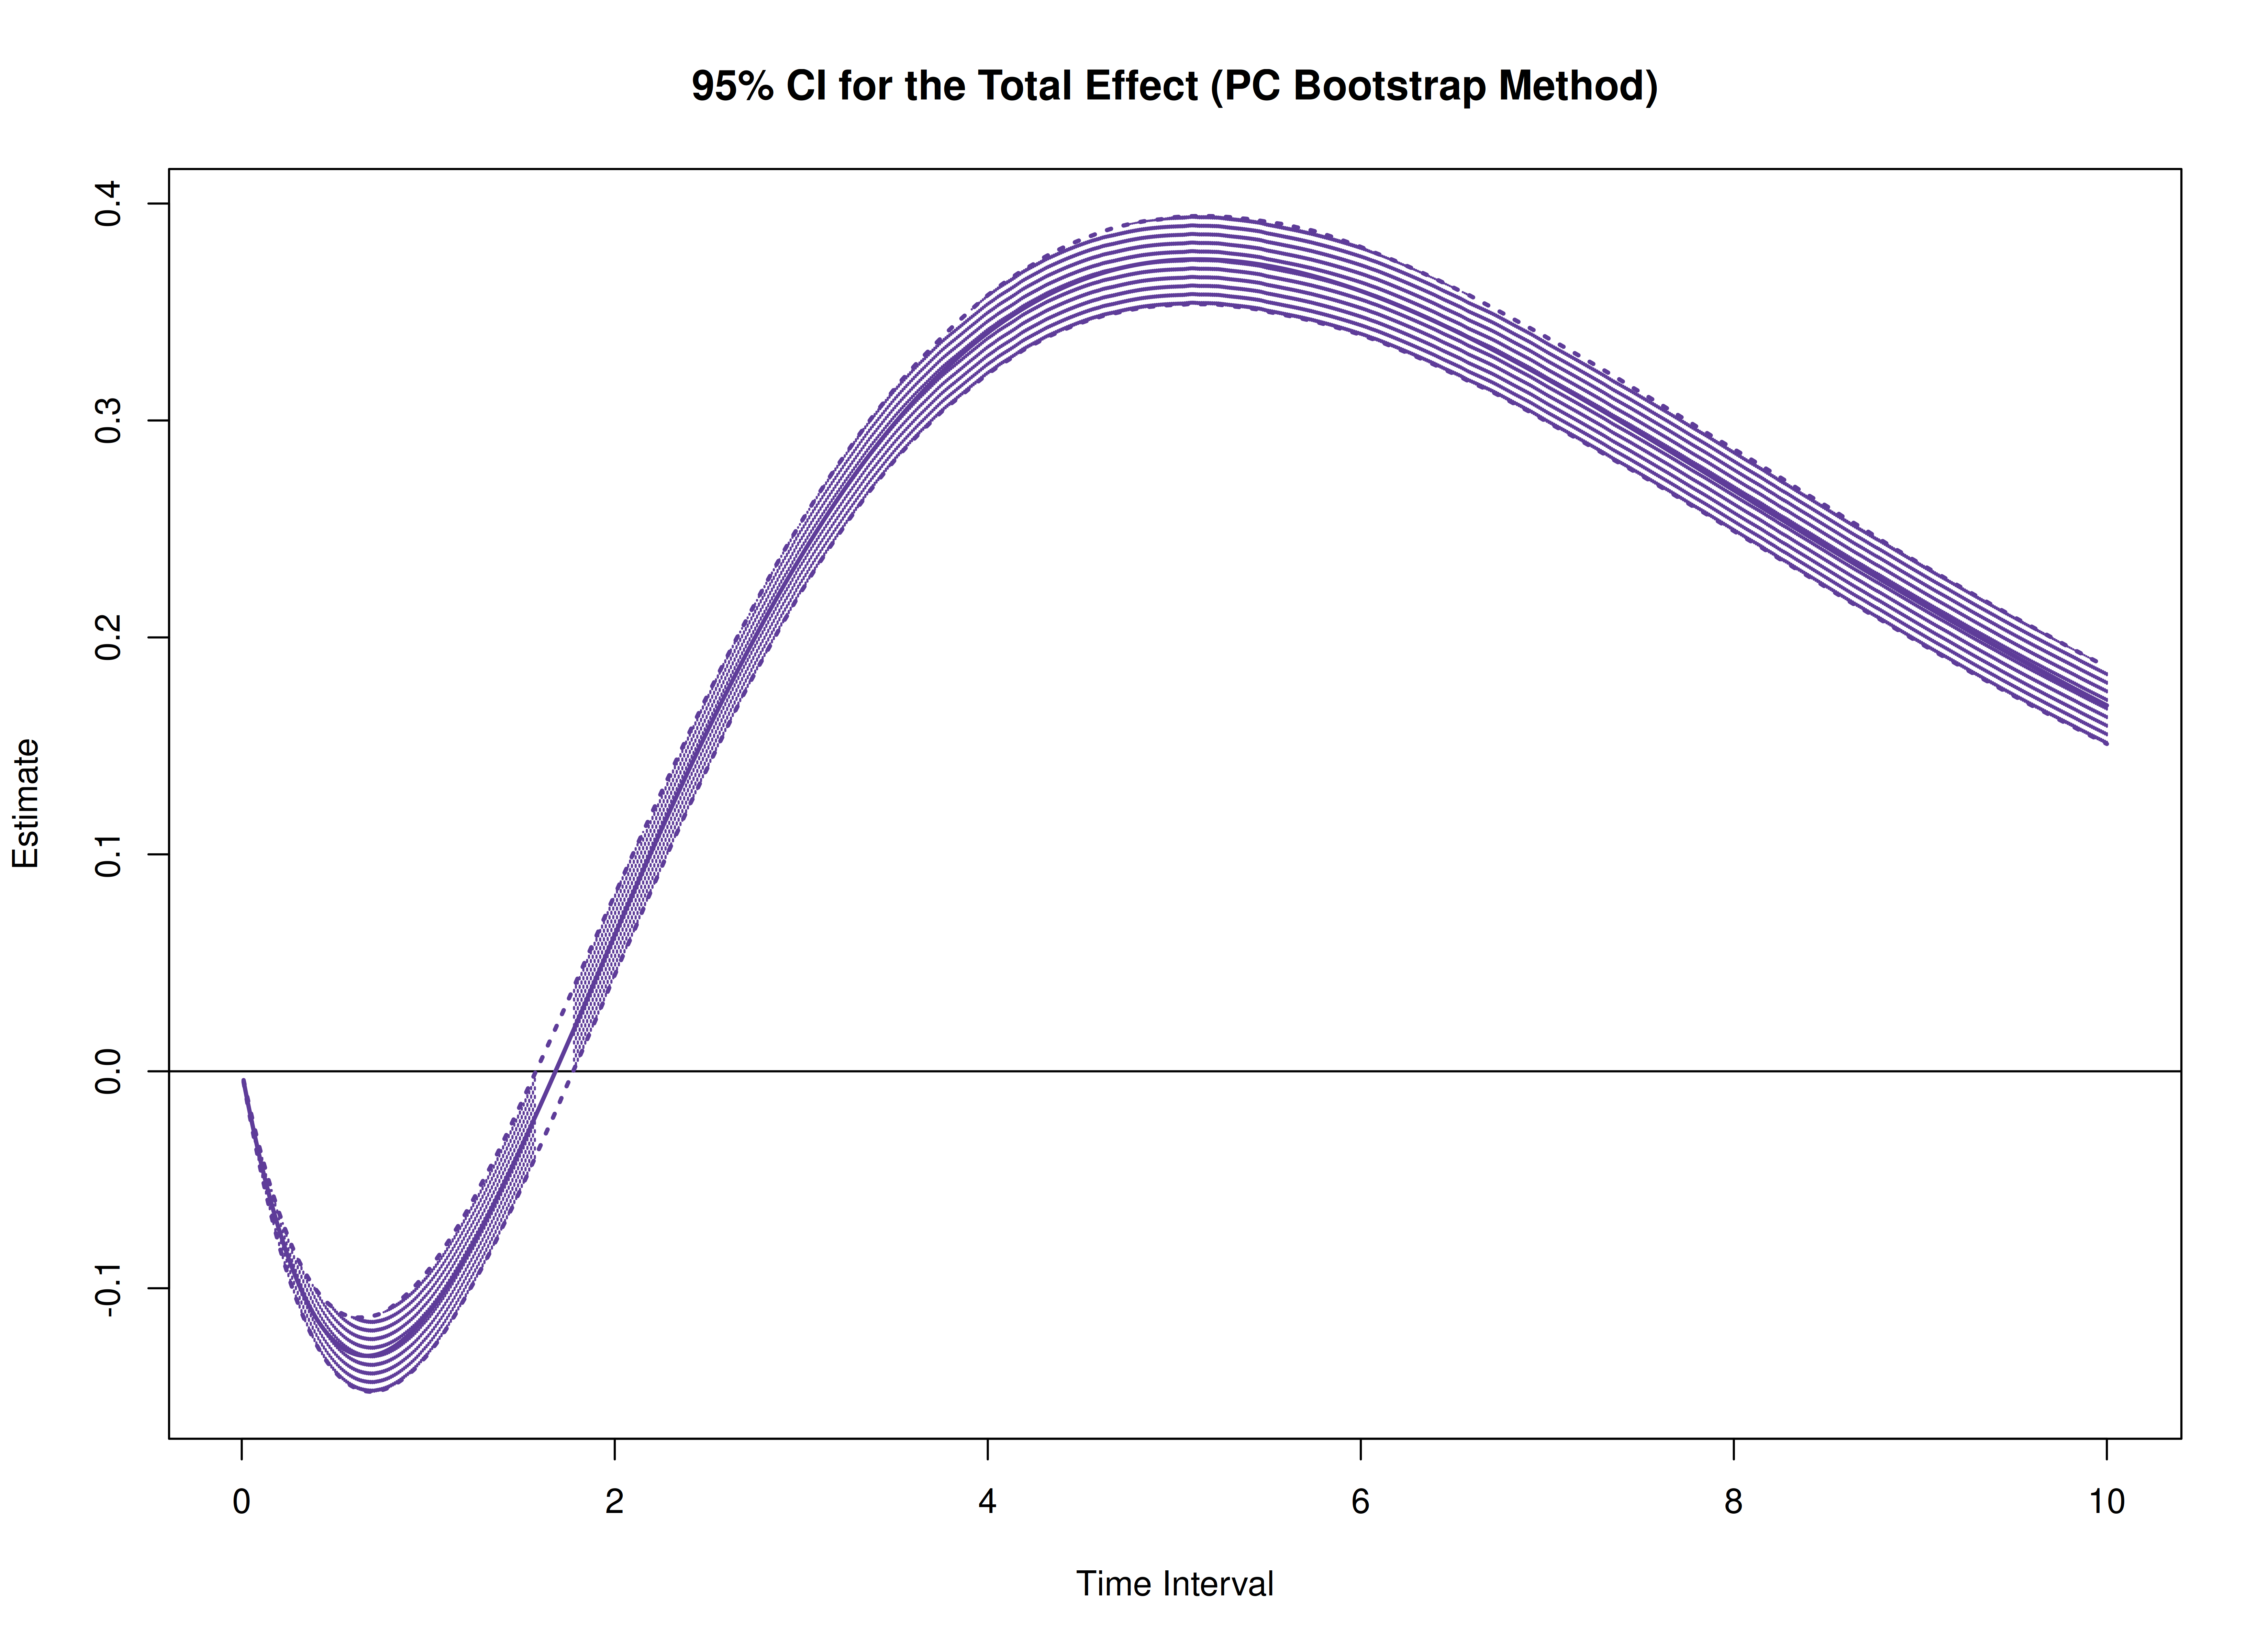 95% CI for the Total Effect (PC Bootstrap Method)
Estimate
0.4
0.3
0.2
0.1
0.0
-0.1
0 2 4 6 8 10
Time Interval